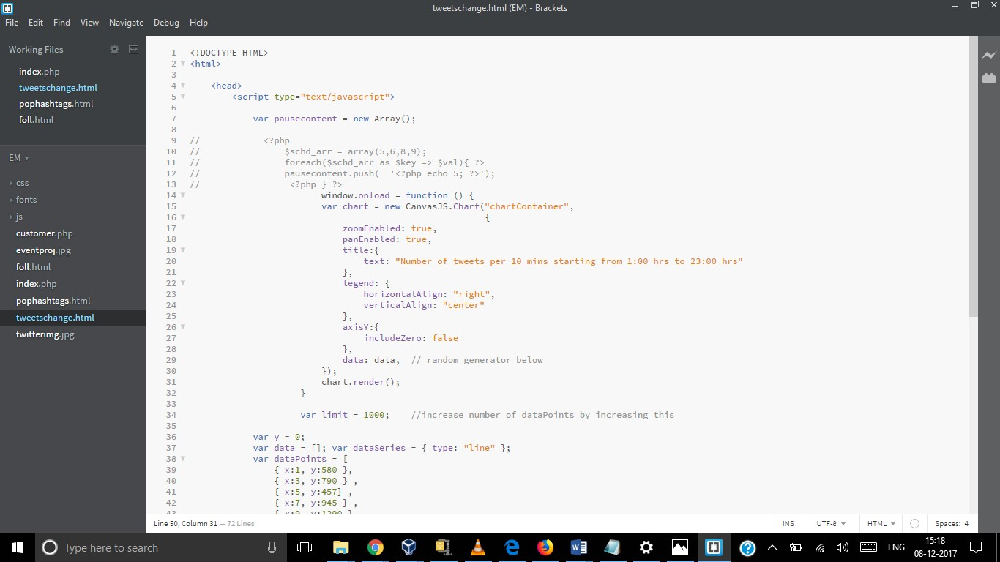 tweetschange.html (EM) - Brackets
File Edit Find View Navigate Debug Help
Working Files
index.php
tweetschange.html
pophashtags.html
foll.html
EM
css
fonts
js
customer.php
eventproj.jpg
foll.html
index.php
pophashtags.html
tweetschange.html
twitterimg.jpg
1 <!DOCTYPE HTML>
2 <html>
3
4 <head>
5 <script type="text/javascript">
6
7 var pausecontent = new Array();
8
9 // <?php
10 // $schd_arr = array(5,6,8,9);
11 // foreach($schd_arr as $key => $val){ ?>
12 // pausecontent.push( '<?php echo 5; ?>');
13 // <?php } ?>
14 window.onload = function () {
15 var chart = new CanvasJS.Chart("chartContainer",
16 {
17 zoomEnabled: true,
18 panEnabled: true,
19 title:{
20 text: "Number of tweets per 10 mins starting from 1:00 hrs to 23:00 hrs"
21 },
22 legend: {
23 horizontalAlign: "right",
24 verticalAlign: "center"
25 },
26 axisY:{
27 includeZero: false
28 },
29 data: data, // random generator below
30 });
31 chart.render();
32 }
33
34 var limit = 1000; //increase number of dataPoints by increasing this
35
36 var y = 0;
37 var data = []; var dataSeries = { type: "line" };
38 var dataPoints = [
39 { x:1, y:580 },
40 { x:3, y:790 } ,
41 { x:5, y:457} ,
42 { x:7, y:945 } ,
43 { x:9, y:1290 }
Line 50, Column 31 — 72 Lines
INS UTF-8 HTML Spaces: 4
Type here to search
ENG
15:18
08-12-2017